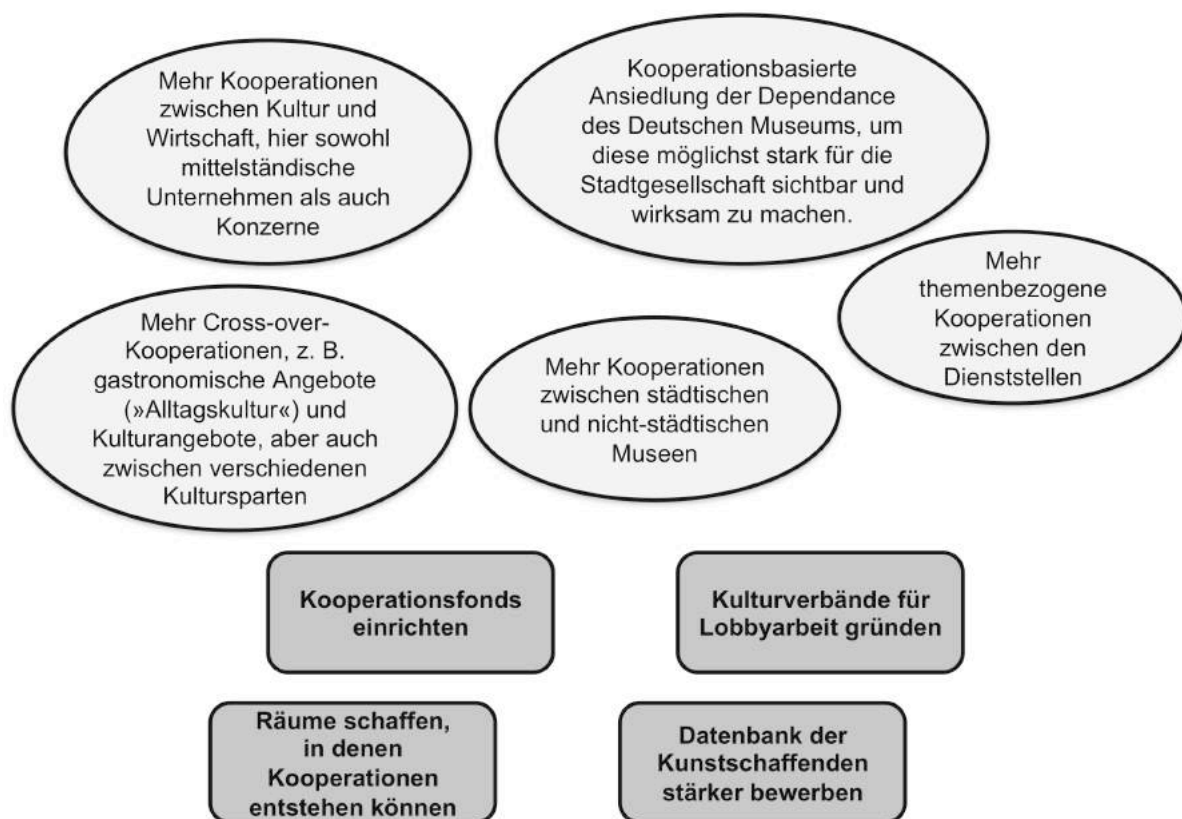 Mehr Kooperationen
zwischen Kultur und
Wirtschaft, hier sowohl
mittelständische
Unternehmen als auch
Konzerne
Kooperationsbasierte
Ansiedlung der Dependance
des Deutschen Museums, um
diese möglichst stark für die
Stadtgesellschaft sichtbar und
wirksam zu machen.
Mehr
themenbezogene
Kooperationen
zwischen den
Dienststellen
Mehr Cross-over-
Kooperationen, z. B.
gastronomische Angebote
(»Alltagskultur«) und
Kulturangebote, aber auch
zwischen verschiedenen
Kultursparten
Mehr Kooperationen
zwischen städtischen
und nicht-städtischen
Museen
Kooperationsfonds
einrichten
Kulturverbände für
Lobbyarbeit gründen
Räume schaffen,
in denen
Kooperationen
entstehen können
Datenbank der
Kunstschaffenden
stärker bewerben